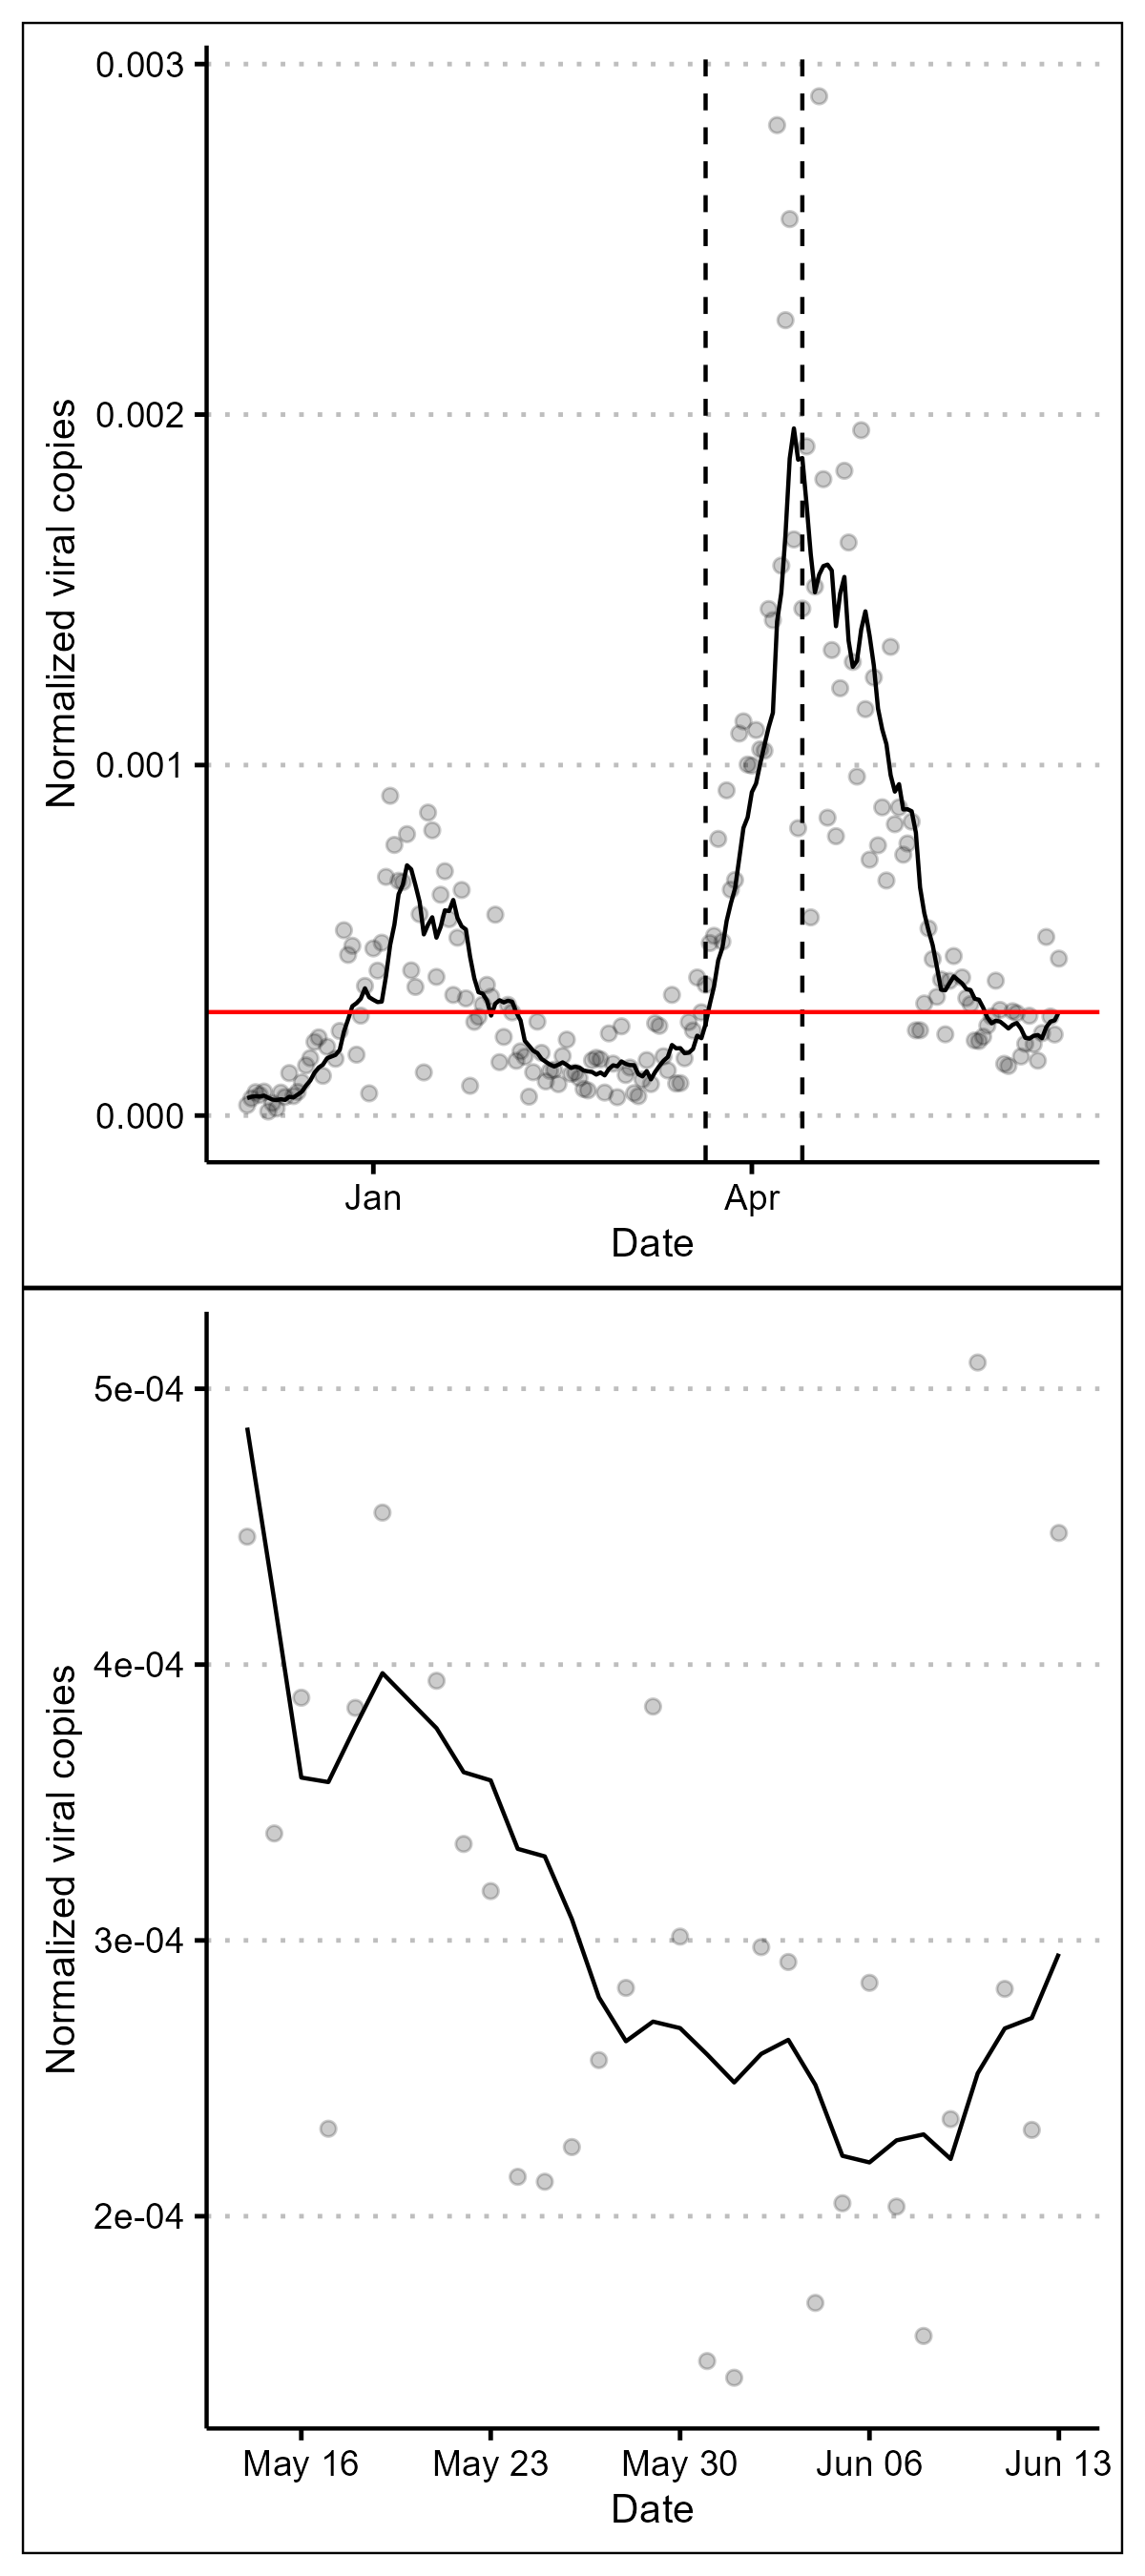 0.003
0.002
0.001
0.000
Normalized viral copies
Jan
Apr
Date
5e-04
4e-04
3e-04
2e-04
Normalized viral copies
May 16
May 23
May 30
Jun 06
Jun 13
Date